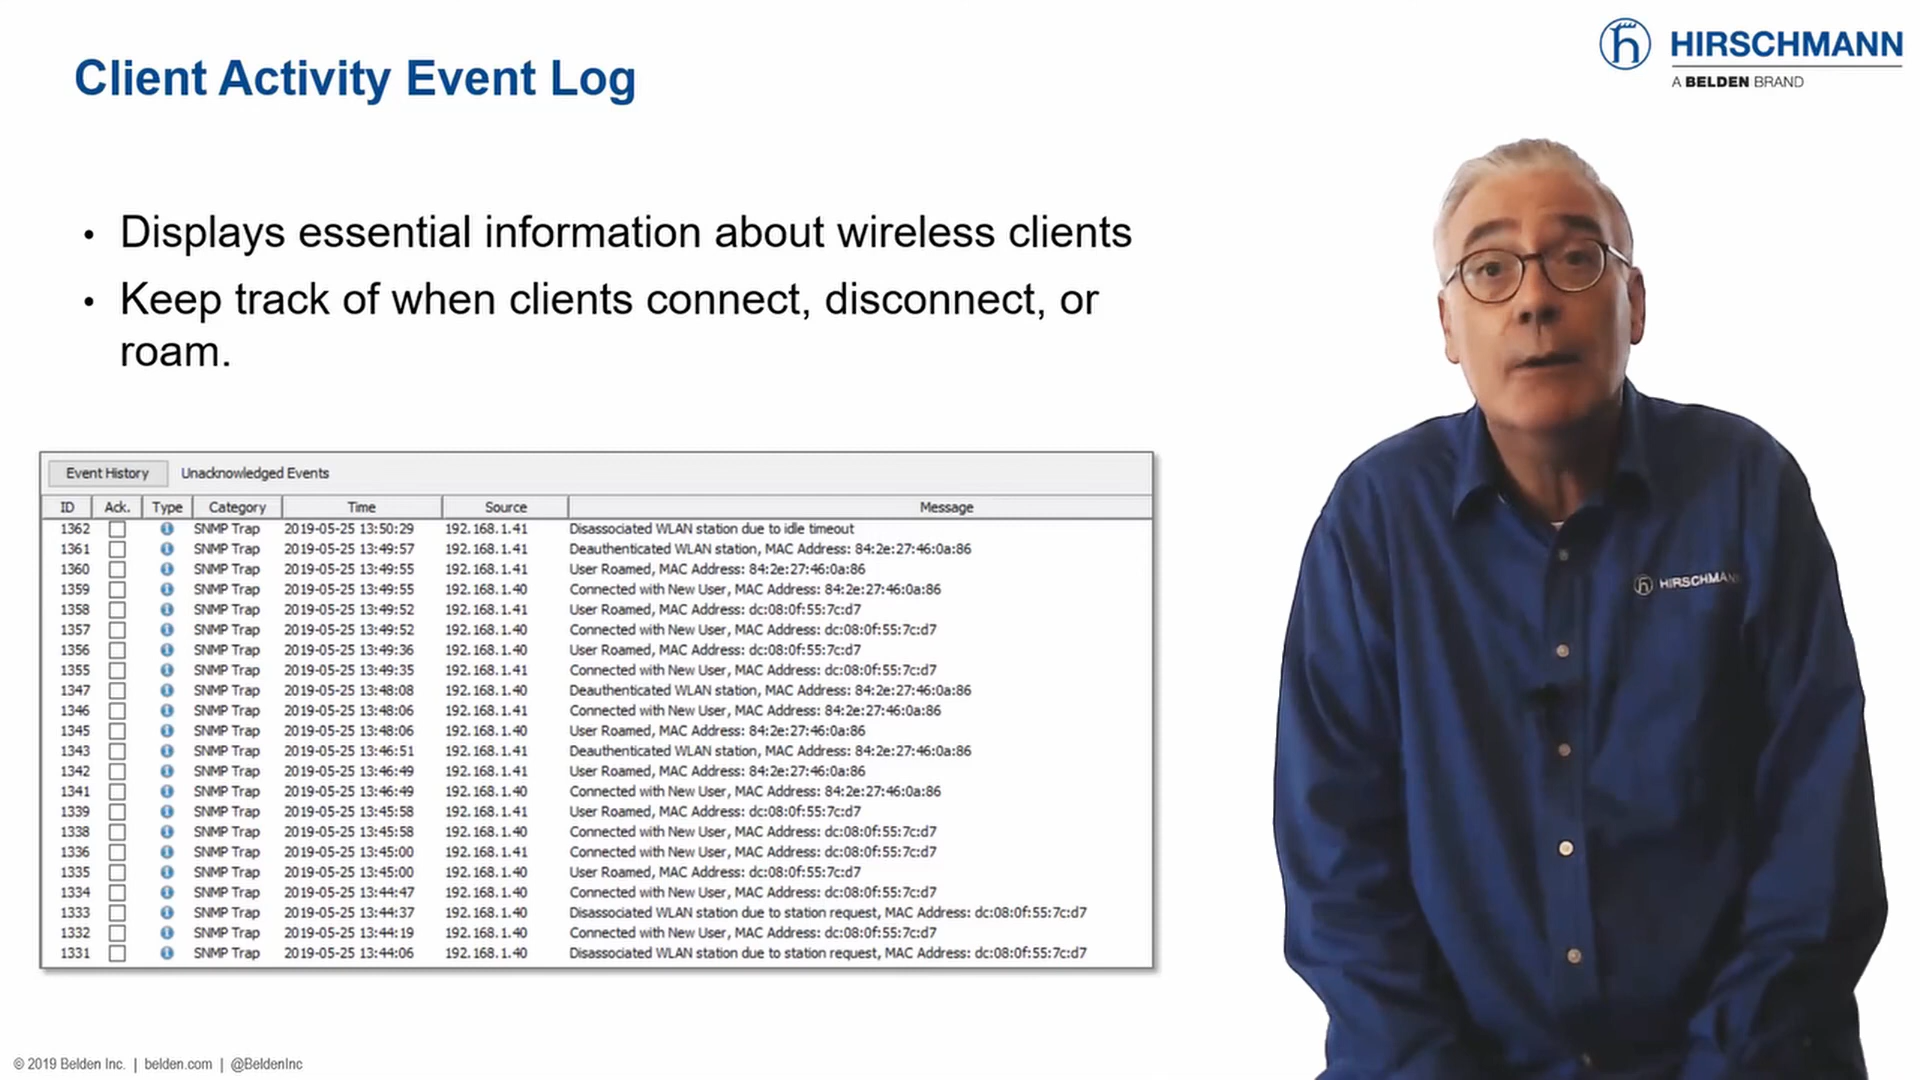 Client Activity Event Log
HIRSCHMANN
A BELDEN BRAND
• Displays essential information about wireless clients
• Keep track of when clients connect, disconnect, or
roam.
Event History Unacknowledged Events
ID Ack. Type Category Time Source Message
1362 SNMP Trap 2019-05-25 13:50:29 192.168.1.41 Disassociated WLAN station due to idle timeout
1361 SNMP Trap 2019-05-25 13:49:57 192.168.1.41 Deauthenticated WLAN station, MAC Address: 84:2e:27:46:0a:86
1360 SNMP Trap 2019-05-25 13:49:55 192.168.1.41 User Roamed, MAC Address: 84:2e:27:46:0a:86
1359 SNMP Trap 2019-05-25 13:49:55 192.168.1.40 Connected with New User, MAC Address: 84:2e:27:46:0a:86
1358 SNMP Trap 2019-05-25 13:49:52 192.168.1.41 User Roamed, MAC Address: dc:08:0f:55:7c:d7
1357 SNMP Trap 2019-05-25 13:49:52 192.168.1.40 Connected with New User, MAC Address: dc:08:0f:55:7c:d7
1356 SNMP Trap 2019-05-25 13:49:36 192.168.1.40 User Roamed, MAC Address: dc:08:0f:55:7c:d7
1355 SNMP Trap 2019-05-25 13:49:35 192.168.1.41 Connected with New User, MAC Address: dc:08:0f:55:7c:d7
1347 SNMP Trap 2019-05-25 13:48:08 192.168.1.40 Deauthenticated WLAN station, MAC Address: 84:2e:27:46:0a:86
1346 SNMP Trap 2019-05-25 13:48:06 192.168.1.41 Connected with New User, MAC Address: 84:2e:27:46:0a:86
1345 SNMP Trap 2019-05-25 13:48:06 192.168.1.40 User Roamed, MAC Address: 84:2e:27:46:0a:86
1343 SNMP Trap 2019-05-25 13:46:51 192.168.1.41 Deauthenticated WLAN station, MAC Address: 84:2e:27:46:0a:86
1342 SNMP Trap 2019-05-25 13:46:49 192.168.1.41 User Roamed, MAC Address: 84:2e:27:46:0a:86
1341 SNMP Trap 2019-05-25 13:46:49 192.168.1.40 Connected with New User, MAC Address: 84:2e:27:46:0a:86
1339 SNMP Trap 2019-05-25 13:45:58 192.168.1.41 User Roamed, MAC Address: dc:08:0f:55:7c:d7
1338 SNMP Trap 2019-05-25 13:45:58 192.168.1.40 Connected with New User, MAC Address: dc:08:0f:55:7c:d7
1336 SNMP Trap 2019-05-25 13:45:00 192.168.1.41 Connected with New User, MAC Address: dc:08:0f:55:7c:d7
1335 SNMP Trap 2019-05-25 13:45:00 192.168.1.40 User Roamed, MAC Address: dc:08:0f:55:7c:d7
1334 SNMP Trap 2019-05-25 13:44:47 192.168.1.40 Connected with New User, MAC Address: dc:08:0f:55:7c:d7
1333 SNMP Trap 2019-05-25 13:44:37 192.168.1.40 Disassociated WLAN station due to station request, MAC Address: dc:08:0f:55:7c:d7
1332 SNMP Trap 2019-05-25 13:44:19 192.168.1.40 Connected with New User, MAC Address: dc:08:0f:55:7c:d7
1331 SNMP Trap 2019-05-25 13:44:06 192.168.1.40 Disassociated WLAN station due to station request, MAC Address: dc:08:0f:55:7c:d7
HIRSCHMAN
© 2019 Belden Inc. | belden.com | @BeldenInc